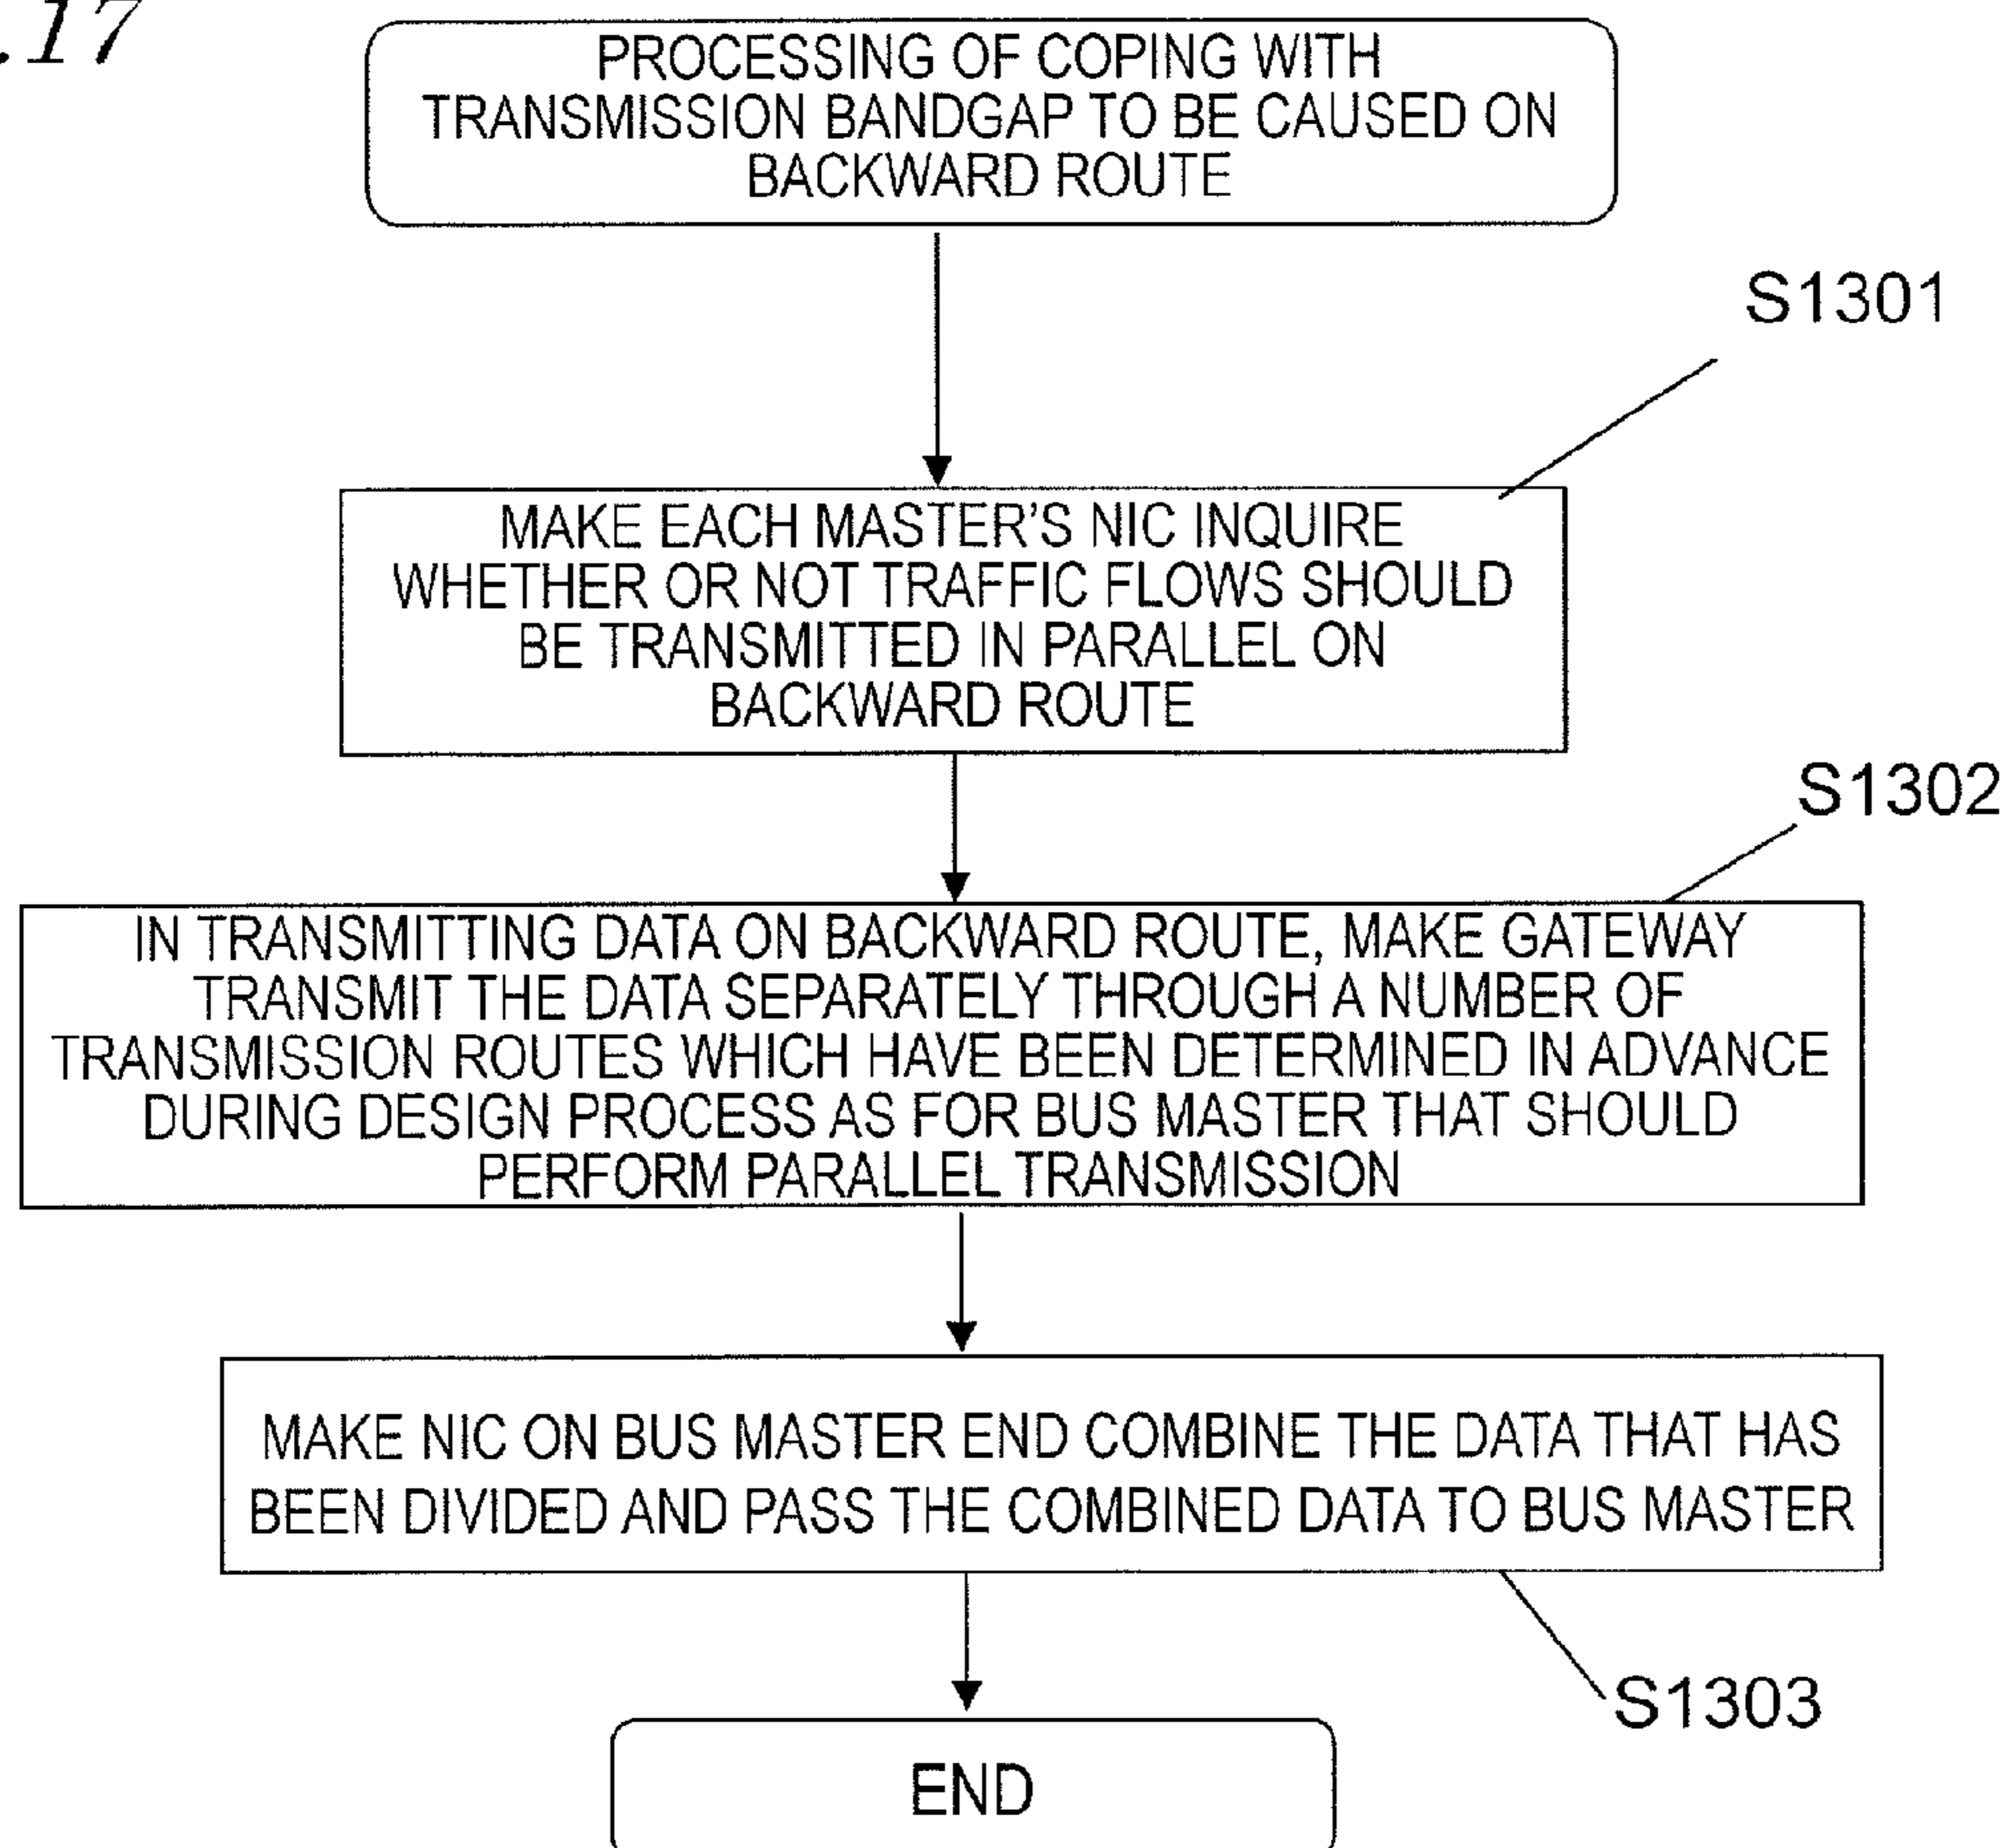 .17
PROCESSING OF COPING WITH
TRANSMISSION BANDGAP TO BE CAUSED ON
BACKWARD ROUTE
S1301
MAKE EACH MASTER'S NIC INQUIRE
WHETHER OR NOT TRAFFIC FLOWS SHOULD
BE TRANSMITTED IN PARALLEL ON
BACKWARD ROUTE
S1302
IN TRANSMITTING DATA ON BACKWARD ROUTE, MAKE GATEWAY
TRANSMIT THE DATA SEPARATELY THROUGH A NUMBER OF
TRANSMISSION ROUTES WHICH HAVE BEEN DETERMINED IN ADVANCE
DURING DESIGN PROCESS AS FOR BUS MASTER THAT SHOULD
PERFORM PARALLEL TRANSMISSION
MAKE NIC ON BUS MASTER END COMBINE THE DATA THAT HAS
BEEN DIVIDED AND PASS THE COMBINED DATA TO BUS MASTER
S1303
END